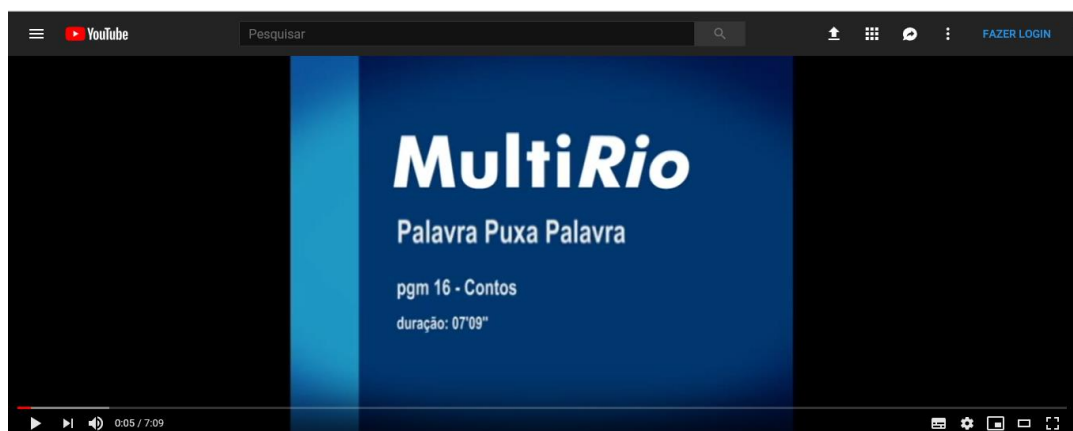 YouTube
Pesquisar
FAZER LOGIN
MultiRio
Palavra Puxa Palavra
pgm 16 - Contos
duração: 07'09"
0:05 / 7:09